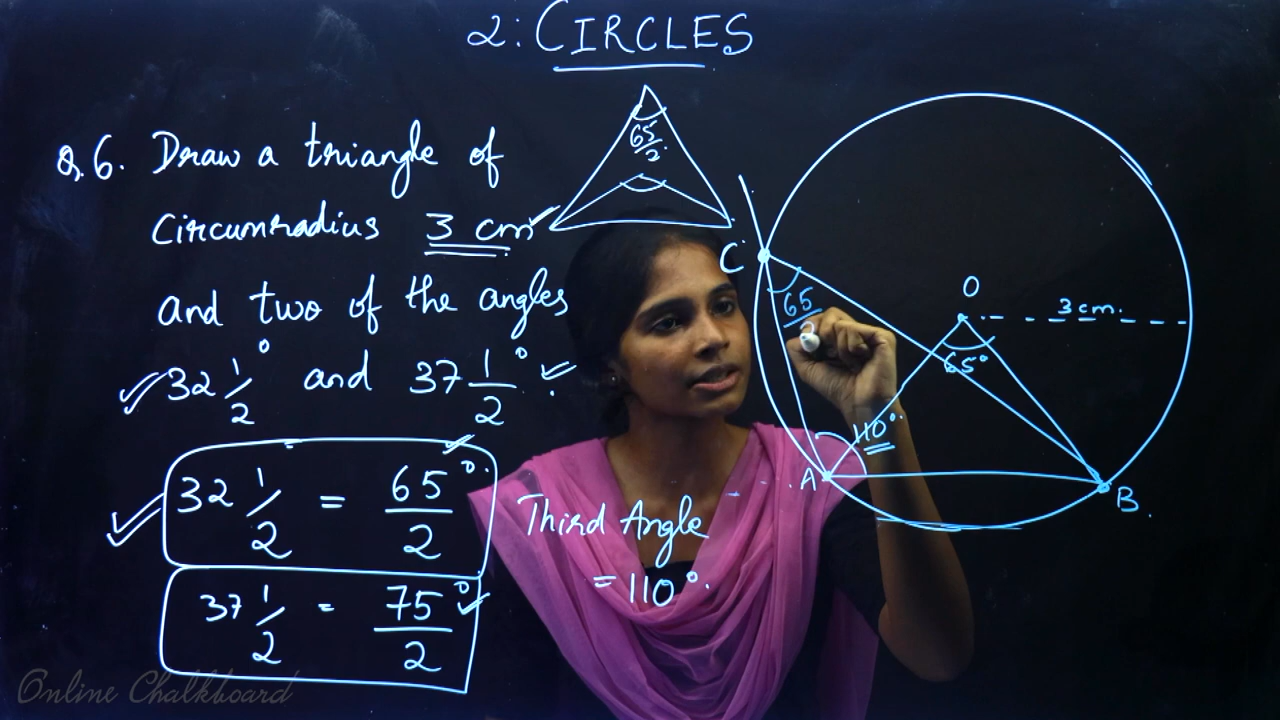 2: CIRCLES
Q.6. Draw a triangle of
Circumradius 3 cm
and two of the angles
32 1/2° and 37 1/2°.
32 1/2 = 65/2°.
37 1/2 = 75/2°
Third Angle
= 110°.
65/2.
C
65/2
O
3 cm.
65°
110°.
A
B.
Online Chalkboard